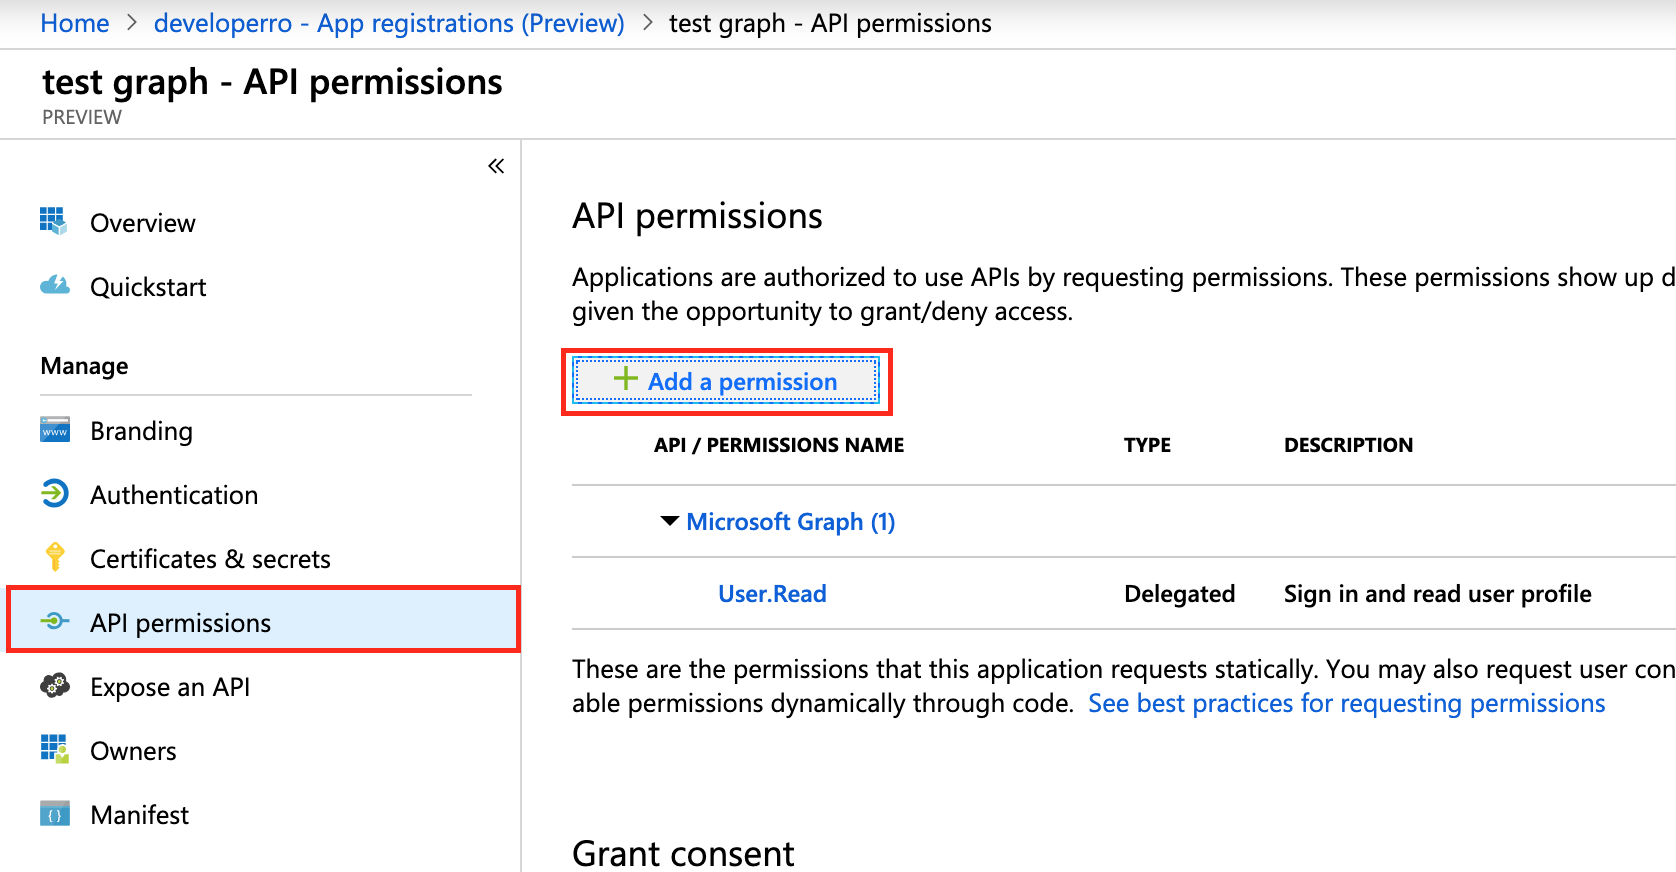 Home > developerro - App registrations (Preview) > test graph - API permissions
test graph - API permissions
PREVIEW
«
Overview
Quickstart
Manage
www Branding
Authentication
Certificates & secrets
API permissions
Expose an API
Owners
{ } Manifest
API permissions
Applications are authorized to use APIs by requesting permissions. These permissions show up d
given the opportunity to grant/deny access.
+ Add a permission
API / PERMISSIONS NAME TYPE DESCRIPTION
Microsoft Graph (1)
User.Read Delegated Sign in and read user profile
These are the permissions that this application requests statically. You may also request user con
able permissions dynamically through code. See best practices for requesting permissions
Grant consent